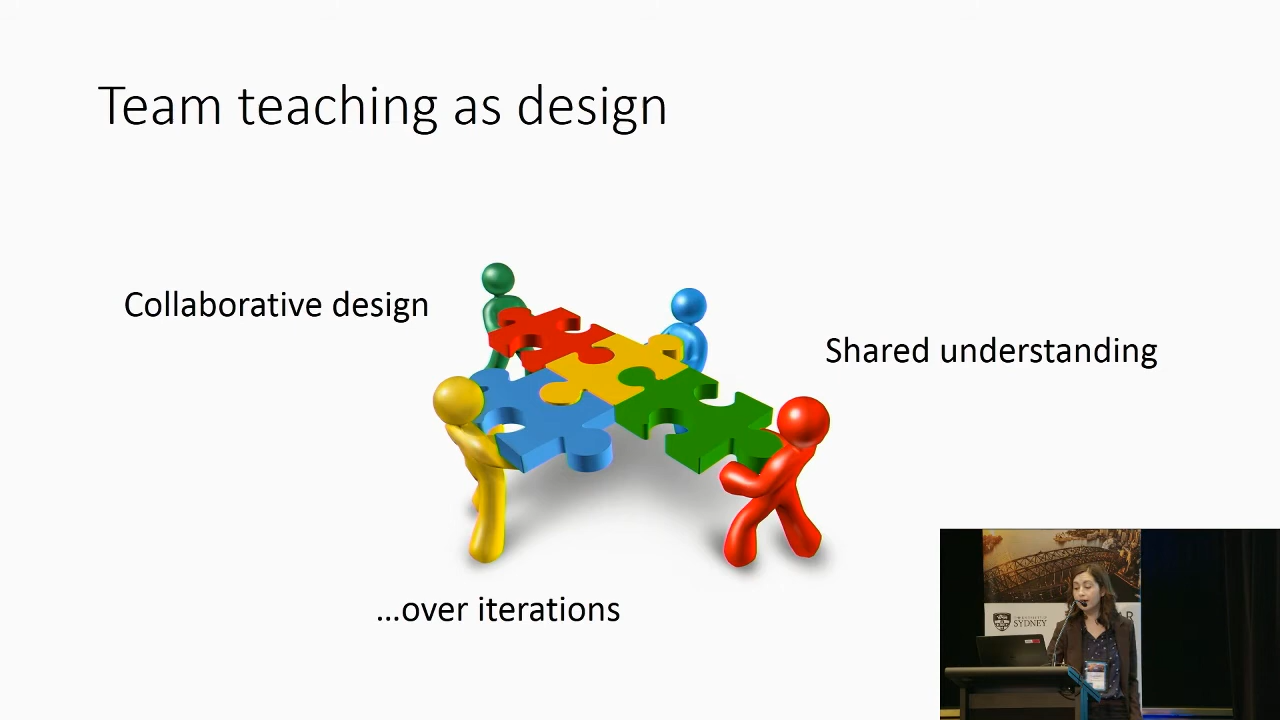 Team teaching as design
Collaborative design
Shared understanding
...over iterations
SYDNEY